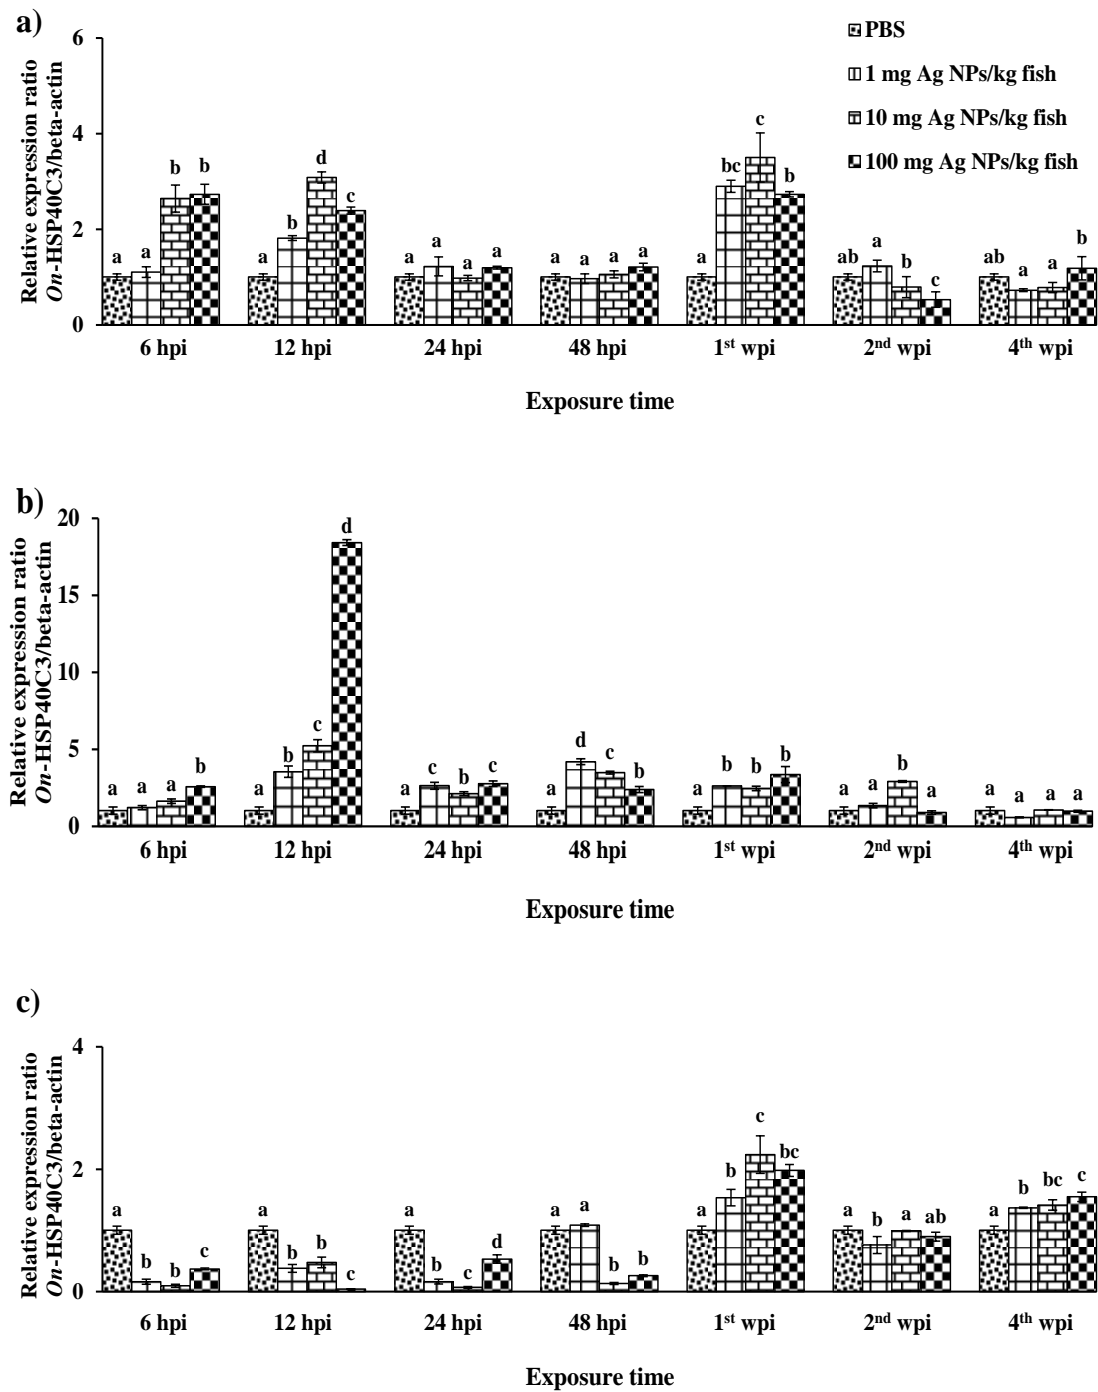 a)
Relative expression ratio
On-HSP40C3/beta-actin
6
4
2
0
PBS
1 mg Ag NPs/kg fish
10 mg Ag NPs/kg fish
100 mg Ag NPs/kg fish
a a b b
a b d c
a a a a
a a a a
a bc c b
ab a b c
ab a a b
6 hpi 12 hpi 24 hpi 48 hpi 1st wpi 2nd wpi 4th wpi
Exposure time
b)
Relative expression ratio
On-HSP40C3/beta-actin
20
15
10
5
0
a a a b
a b c d
a c b c
a d c b
a b b b
a a b a
a a a a
6 hpi 12 hpi 24 hpi 48 hpi 1st wpi 2nd wpi 4th wpi
Exposure time
c)
Relative expression ratio
On-HSP40C3/beta-actin
4
2
0
a b b c
a b b c
a b c d
a a b b
a b c bc
a b a ab
a b bc c
6 hpi 12 hpi 24 hpi 48 hpi 1st wpi 2nd wpi 4th wpi
Exposure time